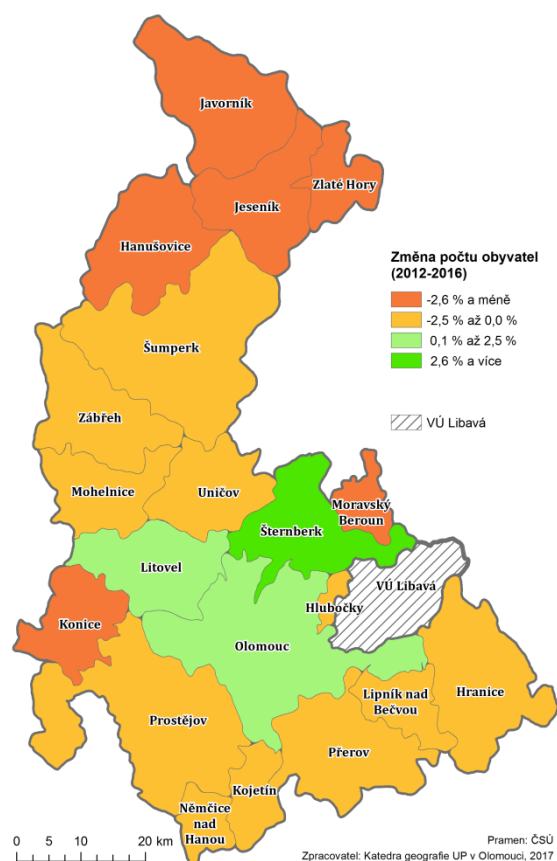 Javorník
Zlaté Hory
Jeseník
Hanušovice
Změna počtu obyvatel
(2012-2016)
-2,6 % a méně
-2,5 % až 0,0 %
0,1 % až 2,5 %
2,6 % a více
VÚ Libavá
Šumperk
Zábřeh
Mohelnice
Uničov
Moravský
Beroun
Šternberk
Litovel
VÚ Libavá
Hlubočky
Konice
Olomouc
Lipník nad
Bečvou
Hranice
Prostějov
Přerov
Kojetín
Němčice
nad
Hanou
0 5 10 20 km
Pramen: ČSÚ
Zpracovatel: Katedra geografie UP v Olomouci, 2017